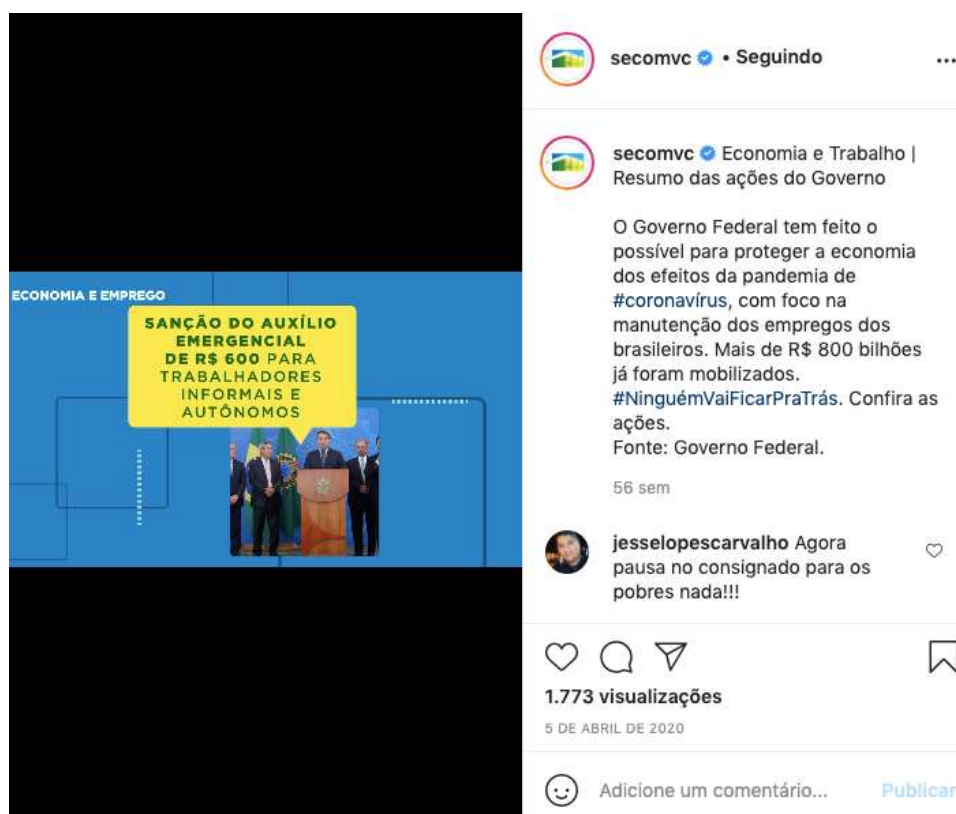 ECONOMIA E EMPREGO
SANÇÃO DO AUXÍLIO
EMERGENCIAL
DE R$ 600 PARA
TRABALHADORES
INFORMAIS E
AUTÔNOMOS
secomvc • Seguindo
secomvc Economia e Trabalho |
Resumo das ações do Governo
O Governo Federal tem feito o
possível para proteger a economia
dos efeitos da pandemia de
#coronavírus, com foco na
manutenção dos empregos dos
brasileiros. Mais de R$ 800 bilhões
já foram mobilizados.
#NinguémVaiFicarPraTrás. Confira as
ações.
Fonte: Governo Federal.
56 sem
jesselopescarvalho Agora
pausa no consignado para os
pobres nada!!!
1.773 visualizações
5 DE ABRIL DE 2020
Adicione um comentário... Publicar